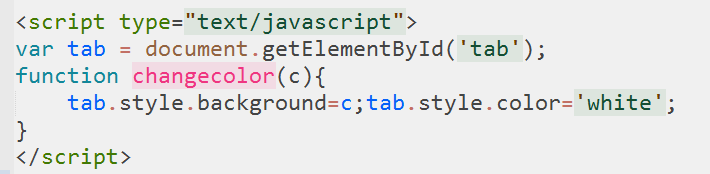 <script type="text/javascript">
var tab = document.getElementById('tab');
function changecolor(c){
    tab.style.background=c;tab.style.color='white';
}
</script>